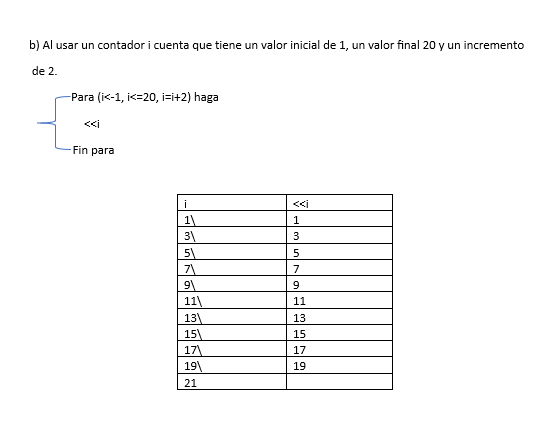 b) Al usar un contador i cuenta que tiene un valor inicial de 1, un valor final 20 y un incremento
de 2.
Para (i<-1, i<=20, i=i+2) haga
<<i
Fin para
i <<i
1\ 1
3\ 3
5\ 5
7\ 7
9\ 9
11\ 11
13\ 13
15\ 15
17\ 17
19\ 19
21